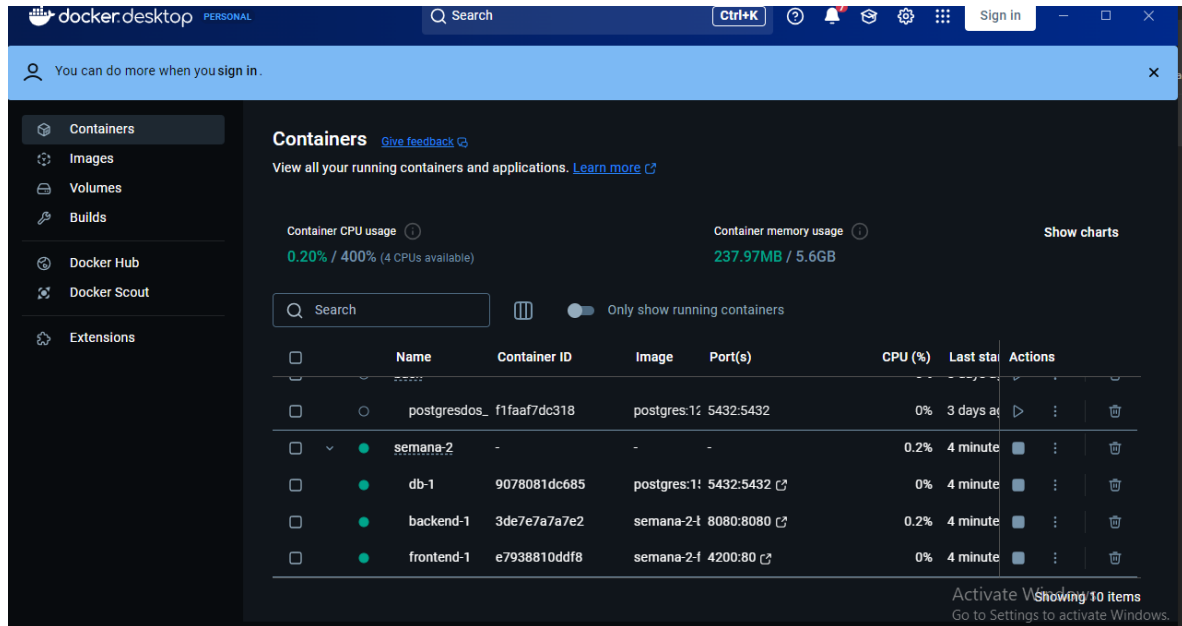 docker.desktop PERSONAL Search Ctrl+K Sign in
You can do more when you sign in.
Containers
Images
Volumes
Builds
Docker Hub
Docker Scout
Extensions
Containers Give feedback
View all your running containers and applications. Learn more
Container CPU usage
0.20% / 400% (4 CPUs available)
Container memory usage
237.97MB / 5.6GB
Show charts
Search
Only show running containers
Name Container ID Image Port(s) CPU (%) Last sta Actions
postgresdos_ f1faaf7dc318 postgres:12 5432:5432 0% 3 days ag
semana-2 - - - 0.2% 4 minute
db-1 9078081dc685 postgres:1 5432:5432 0% 4 minute
backend-1 3de7e7a7a7e2 semana-2-b 8080:8080 0.2% 4 minute
frontend-1 e7938810ddf8 semana-2-f 4200:80 0% 4 minute
Showing 10 items
Activate Windows
Go to Settings to activate Windows.